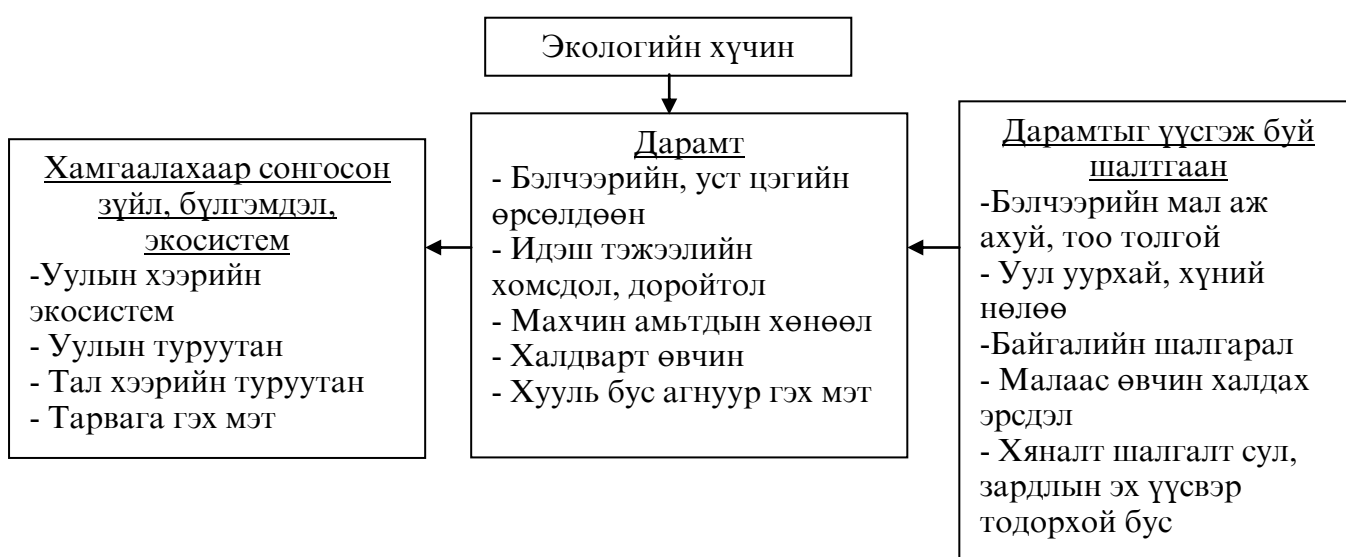 Экологийн хүчин
Хамгаалахаар сонгосон
зүйл, бүлгэмдэл,
экосистем
-Уулын хээрийн
экосистем
- Уулын туруутан
- Тал хээрийн туруутан
- Тарвага гэх мэт
Дарамт
- Бэлчээрийн, уст цэгийн
өрсөлдөөн
- Идэш тэжээлийн
хомсдол, доройтол
- Махчин амьтдын хөнөөл
- Халдварт өвчин
- Хууль бус агнуур гэх мэт
Дарамтыг үүсгэж буй
шалтгаан
-Бэлчээрийн мал аж
ахуй, тоо толгой
- Уул уурхай, хүний
нөлөө
-Байгалийн шалгарал
- Малаас өвчин халдах
эрсдэл
- Хяналт шалгалт сул,
зардлын эх үүсвэр
тодорхой бус